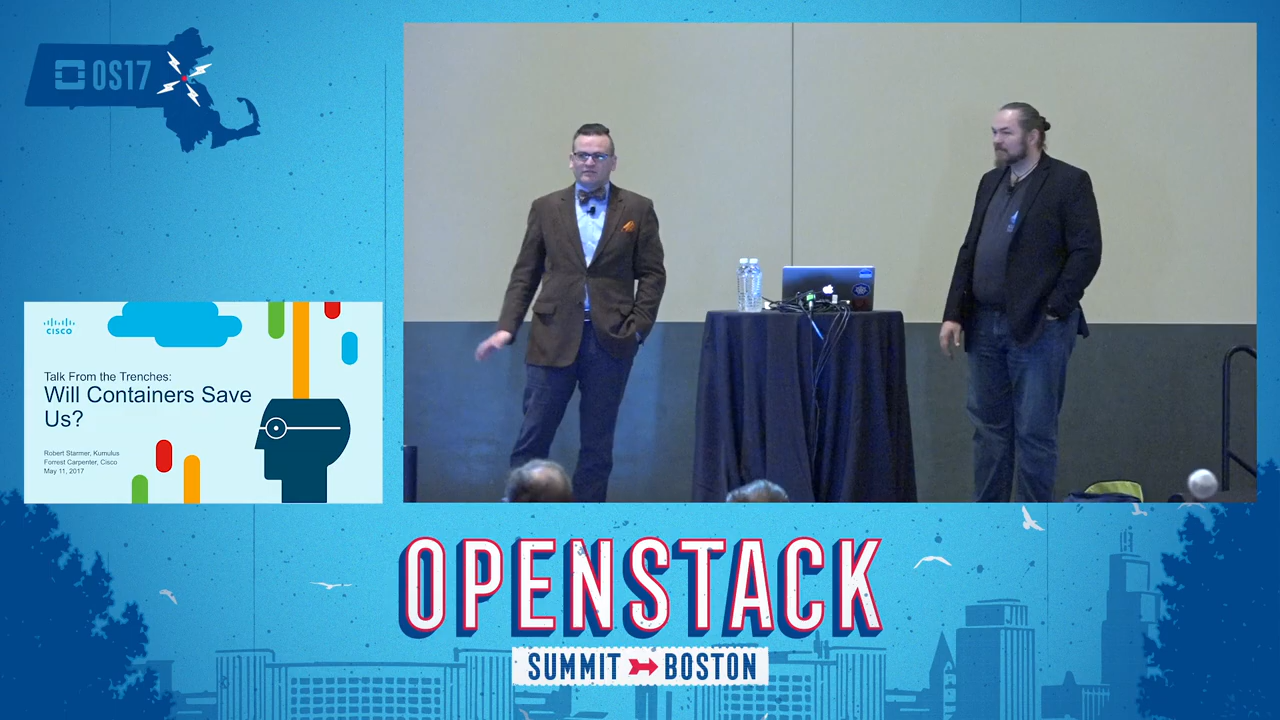 OS17
CISCO
Talk From the Trenches:
Will Containers Save
Us?
Robert Starmer, Kumulus
Forrest Carpenter, Cisco
May 11, 2017
OPENSTACK
SUMMIT BOSTON